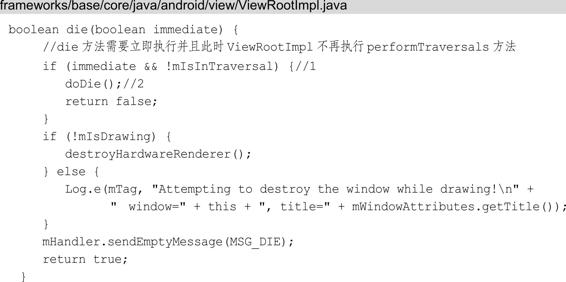 frameworks/base/core/java/android/view/ViewRootImpl.java
boolean die(boolean immediate) {
//die 方法需要立即执行并且此时 ViewRootImpl 不再执行 performTraversals 方法
if (immediate && !mIsInTraversal) {//1
doDie();//2
return false;
}
if (!mIsDrawing) {
destroyHardwareRenderer();
} else {
Log.e(mTag, "Attempting to destroy the window while drawing!\n" +
"  window=" + this + ", title=" + mWindowAttributes.getTitle());
}
mHandler.sendEmptyMessage(MSG_DIE);
return true;
}